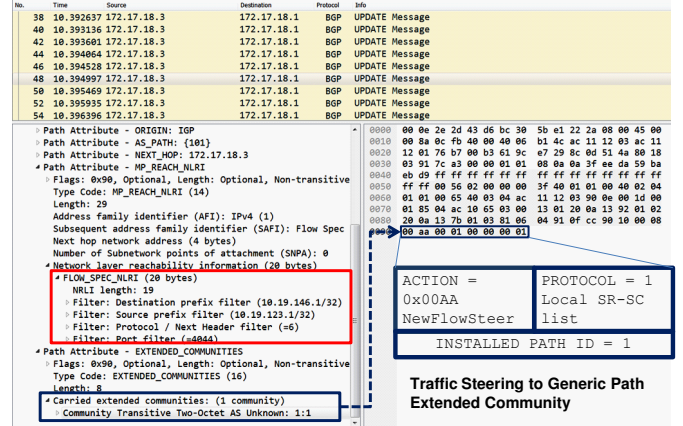 No. Time Source Destination Protocol Info
38 10.392637 172.17.18.3 172.17.18.1 BGP UPDATE Message
40 10.393136 172.17.18.3 172.17.18.1 BGP UPDATE Message
42 10.393601 172.17.18.3 172.17.18.1 BGP UPDATE Message
44 10.394064 172.17.18.3 172.17.18.1 BGP UPDATE Message
46 10.394528 172.17.18.3 172.17.18.1 BGP UPDATE Message
48 10.394997 172.17.18.3 172.17.18.1 BGP UPDATE Message
50 10.395469 172.17.18.3 172.17.18.1 BGP UPDATE Message
52 10.395935 172.17.18.3 172.17.18.1 BGP UPDATE Message
54 10.396396 172.17.18.3 172.17.18.1 BGP UPDATE Message
Path Attribute - ORIGIN: IGP
Path Attribute - AS_PATH: {101}
Path Attribute - NEXT_HOP: 172.17.18.3
Path Attribute - MP_REACH_NLRI
Flags: 0x90, Optional, Length: Optional, Non-transitive
Type Code: MP_REACH_NLRI (14)
Length: 29
Address family identifier (AFI): IPv4 (1)
Subsequent address family identifier (SAFI): Flow Spec
Next hop network address (4 bytes)
Number of Subnetwork points of attachment (SNPA): 0
Network layer reachability information (20 bytes)
FLOW_SPEC_NLRI (20 bytes)
NRLI length: 19
Filter: Destination prefix filter (10.19.146.1/32)
Filter: Source prefix filter (10.19.123.1/32)
Filter: Protocol / Next Header filter (=6)
Filter: Port filter (=4044)
Path Attribute - EXTENDED_COMMUNITIES
Flags: 0x90, Optional, Length: Optional, Non-transitive
Type Code: EXTENDED_COMMUNITIES (16)
Length: 8
Carried extended communities: (1 community)
Community Transitive Two-Octet AS Unknown: 1:1
0000 00 0e 2e 2d 43 d6 bc 30 5b e1 22 2a 08 00 45 00
0010 00 8a 0c fb 40 00 40 06 b1 4c ac 11 12 03 ac 11
0020 12 01 76 b7 00 b3 61 9c e7 29 8c 0d 51 4a 80 18
0030 03 91 7c a3 00 00 01 01 08 0a 0a 3f ee da 59 ba
0040 eb d9 ff ff ff ff ff ff ff ff ff ff ff ff ff ff
0050 ff ff 00 56 02 00 00 00 3f 40 01 01 00 40 02 04
0060 01 01 00 65 40 03 04 ac 11 12 03 90 0e 00 1d 00
0070 01 85 04 ac 10 65 03 00 13 01 20 0a 13 92 01 02
0080 20 0a 13 7b 01 03 81 06 04 91 0f cc 90 10 00 08
0090 00 aa 00 01 00 00 00 01
ACTION =
0x00AA
NewFlowSteer
PROTOCOL = 1
Local SR-SC
list
INSTALLED PATH ID = 1
Traffic Steering to Generic Path
Extended Community